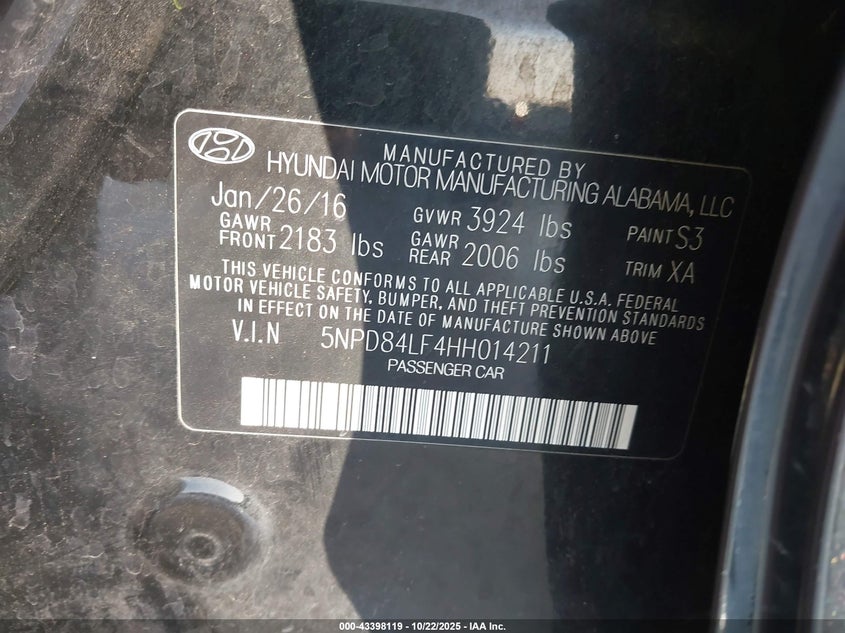 MANUFACTURED BY
HYUNDAI MOTOR MANUFACTURING ALABAMA, LLC
Jan/26/16 GVWR 3924 lbs PAINT S3
GAWR FRONT 2183 lbs GAWR REAR 2006 lbs TRIM XA
THIS VEHICLE CONFORMS TO ALL APPLICABLE U.S.A. FEDERAL
MOTOR VEHICLE SAFETY, BUMPER, AND THEFT PREVENTION STANDARDS
IN EFFECT ON THE DATE OF MANUFACTURE SHOWN ABOVE
V.I.N 5NPD84LF4HH014211
PASSENGER CAR
000-43398119 - 10/22/2025 - IAA Inc.